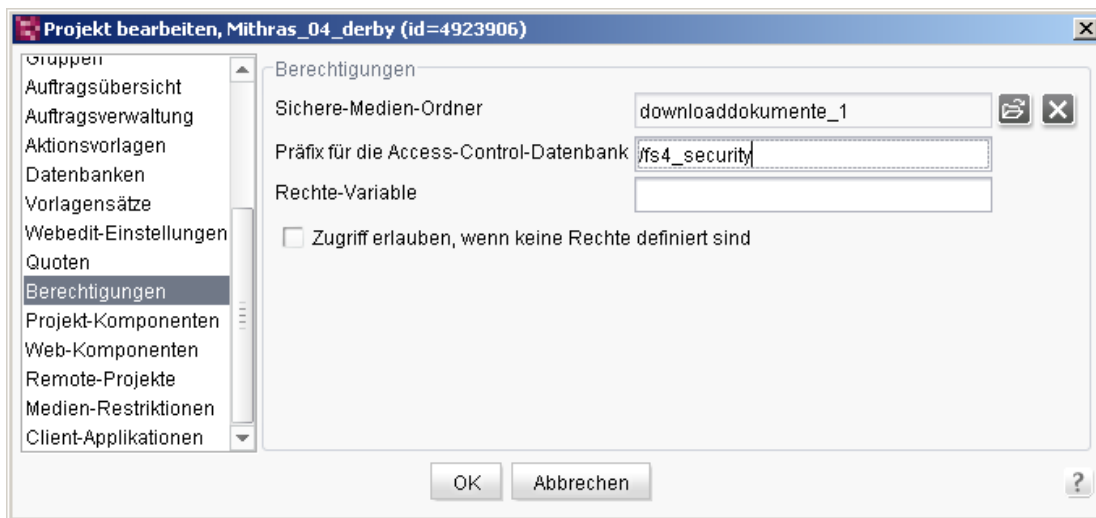 Projekt bearbeiten, Mithras_04_derby (id=4923906)
Gruppen
Auftragsübersicht
Auftragsverwaltung
Aktionsvorlagen
Datenbanken
Vorlagensätze
Webedit-Einstellungen
Quoten
Berechtigungen
Projekt-Komponenten
Web-Komponenten
Remote-Projekte
Medien-Restriktionen
Client-Applikationen
Berechtigungen
Sichere-Medien-Ordner downloaddokumente_1
Präfix für die Access-Control-Datenbank /fs4_security
Rechte-Variable
Zugriff erlauben, wenn keine Rechte definiert sind
OK Abbrechen ?